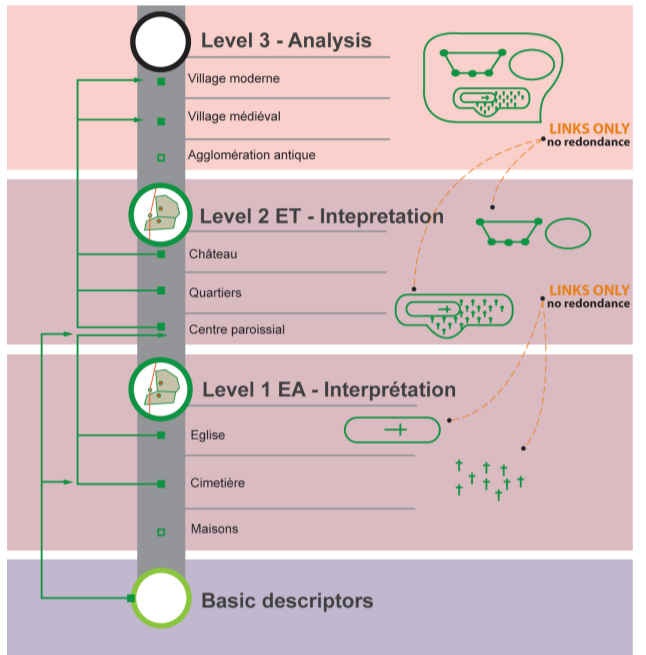 Level 3 - Analysis
Village moderne
Village médiéval
Agglomération antique
LINKS ONLY
no redondance
Level 2 ET - Intepretation
Château
Quartiers
Centre paroissial
LINKS ONLY
no redondance
Level 1 EA - Interprétation
Eglise
Cimetière
Maisons
Basic descriptors